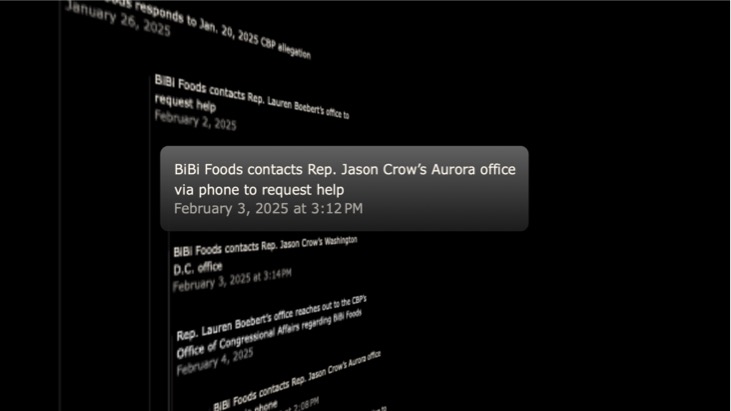 oods responds to Jan. 20, 2025 CBP allegation
January 26, 2025
BiBi Foods contacts Rep. Lauren Boebert's office to
request help
February 2, 2025
BiBi Foods contacts Rep. Jason Crow’s Aurora office
via phone to request help
February 3, 2025 at 3:12 PM
BiBi Foods contacts Rep. Jason Crow’s Washington
D.C. office
February 3, 2025 at 3:14PM
Rep. Lauren Boebert’s office reaches out to the CBP’s
Office of Congressional Affairs regarding BiBi Foods
February 4, 2025
BiBi Foods contacts Rep. Jason Crow’s Aurora office
phone
at 2:08PM